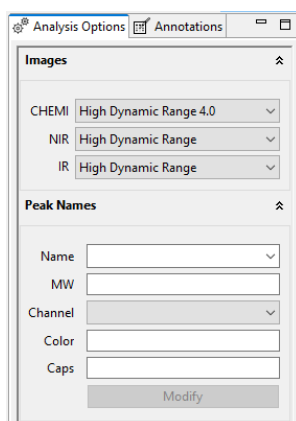 Analysis Options Annotations
Images
CHEMI High Dynamic Range 4.0
NIR High Dynamic Range
IR High Dynamic Range
Peak Names
Name
MW
Channel
Color
Caps
Modify